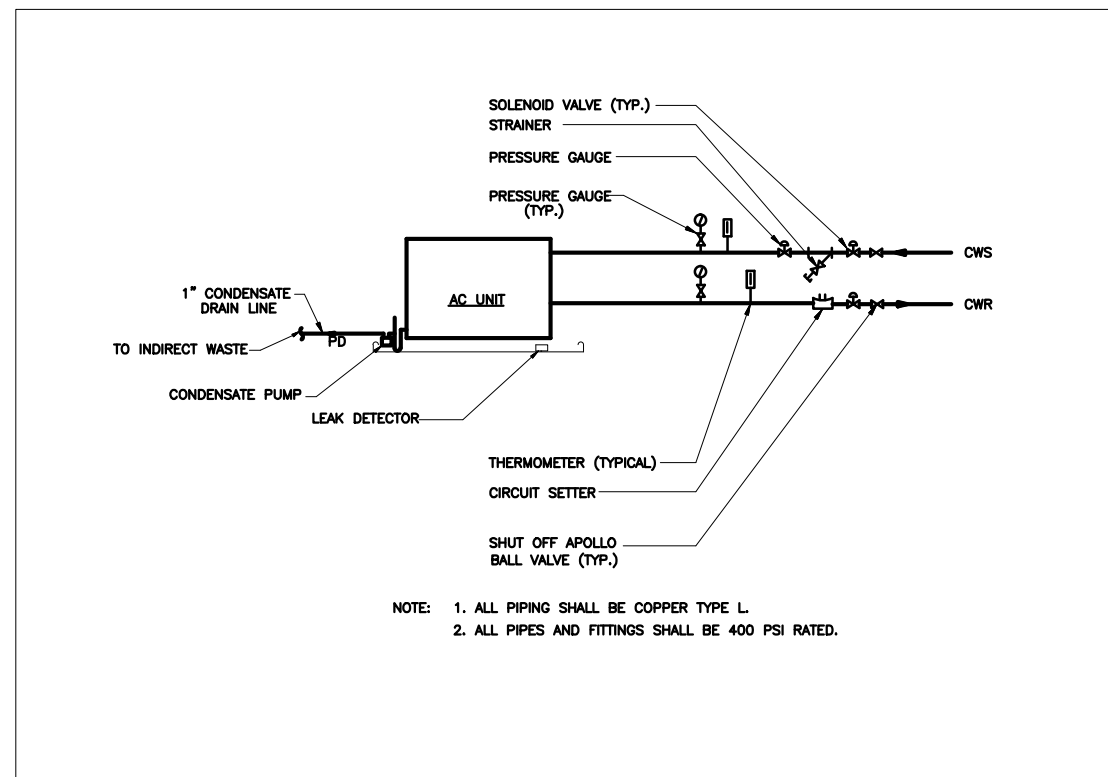 SOLENOID VALVE (TYP.)
STRAINER
PRESSURE GAUGE
PRESSURE GAUGE
(TYP.)
CWS
1" CONDENSATE
DRAIN LINE
AC UNIT
CWR
PD
TO INDIRECT WASTE
CONDENSATE PUMP
LEAK DETECTOR
THERMOMETER (TYPICAL)
CIRCUIT SETTER
SHUT OFF APOLLO
BALL VALVE (TYP.)
NOTE: 1. ALL PIPING SHALL BE COPPER TYPE L.
2. ALL PIPES AND FITTINGS SHALL BE 400 PSI RATED.